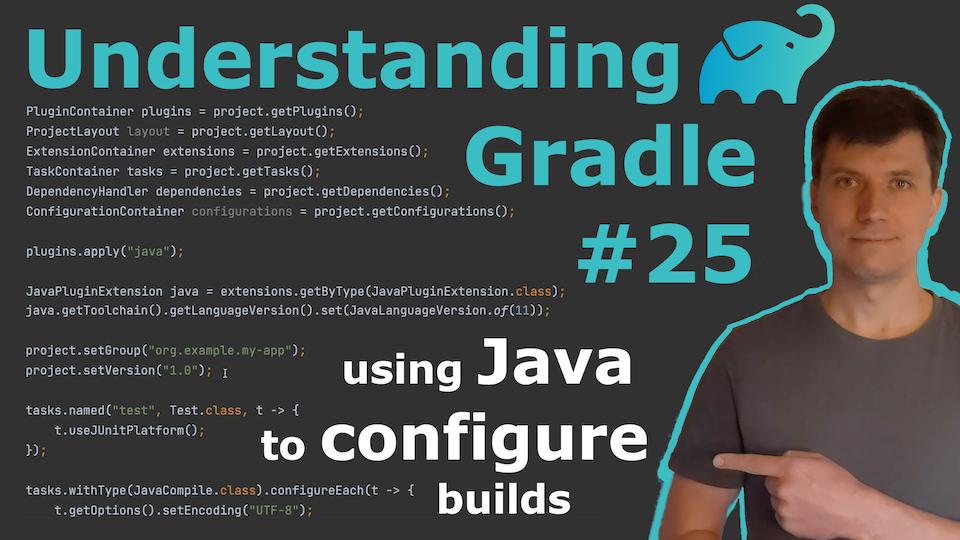 Understanding
Gradle
#25
PluginContainer plugins = project.getPlugins();
ProjectLayout layout = project.getLayout();
ExtensionContainer extensions = project.getExtensions();
TaskContainer tasks = project.getTasks();
DependencyHandler dependencies = project.getDependencies();
ConfigurationContainer configurations = project.getConfigurations();
plugins.apply("java");
JavaPluginExtension java = extensions.getByType(JavaPluginExtension.class);
java.getToolchain().getLanguageVersion().set(JavaLanguageVersion.of(11));
project.setGroup("org.example.my-app");
project.setVersion("1.0");
tasks.named("test", Test.class, t -> {
    t.useJUnitPlatform();
});
tasks.withType(JavaCompile.class).configureEach(t -> {
    t.getOptions().setEncoding("UTF-8");
using Java
to configure
builds